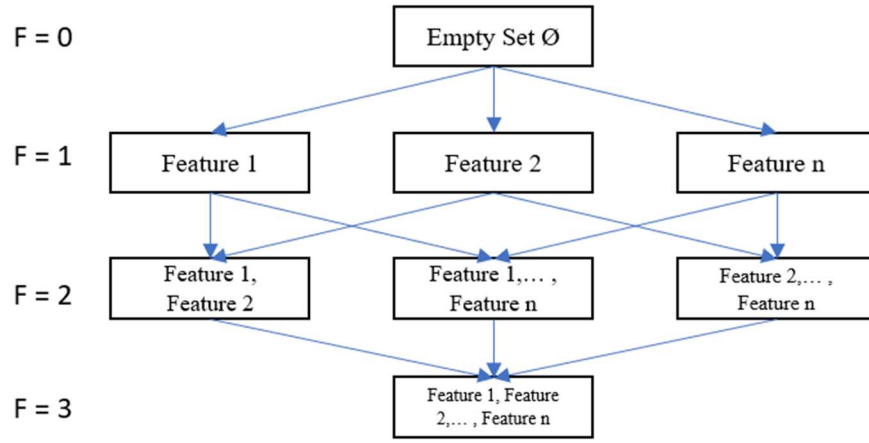 F = 0
Empty Set Ø
F = 1
Feature 1
Feature 2
Feature n
F = 2
Feature 1,
Feature 2
Feature 1,... ,
Feature n
Feature 2,... ,
Feature n
F = 3
Feature 1, Feature
2,... , Feature n